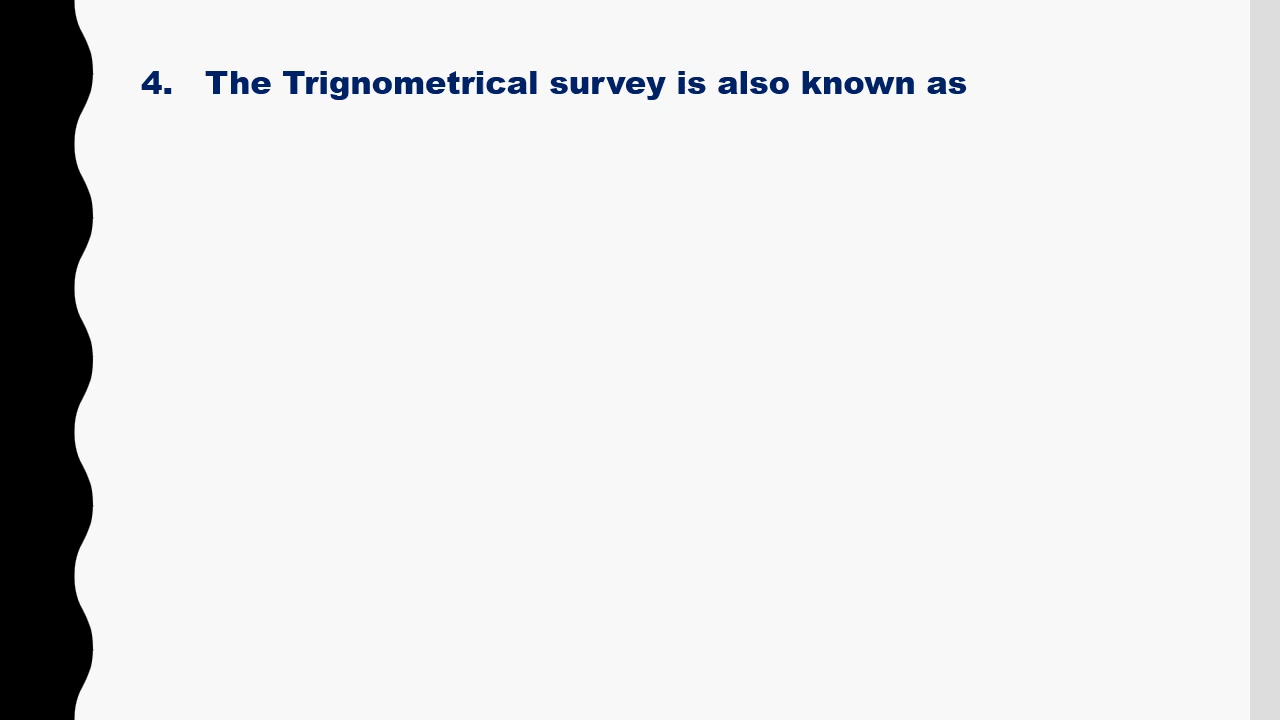 4. The Trignometrical survey is also known as